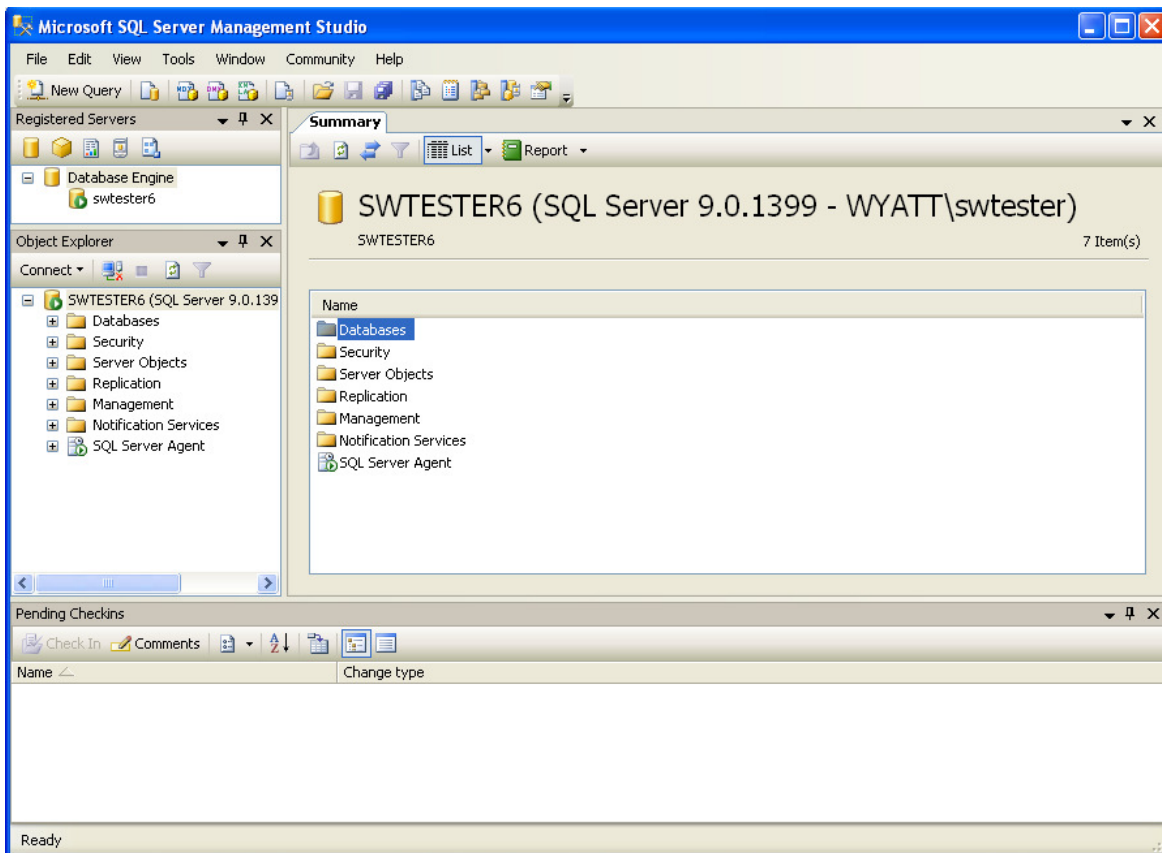 Microsoft SQL Server Management Studio
File Edit View Tools Window Community Help
New Query
Registered Servers
Database Engine
swtester6
Object Explorer
Connect
SWTESTER6 (SQL Server 9.0.139
Databases
Security
Server Objects
Replication
Management
Notification Services
SQL Server Agent
Summary
List Report
SWTESTER6 (SQL Server 9.0.1399 - WYATT\swtester)
SWTESTER6 7 Item(s)
Name
Databases
Security
Server Objects
Replication
Management
Notification Services
SQL Server Agent
Pending Checkins
Check In Comments
Name Change type
Ready